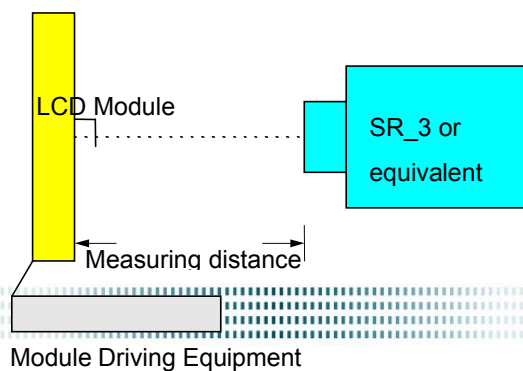 LCD Module
SR_3 or
equivalent
Measuring distance
Module Driving Equipment